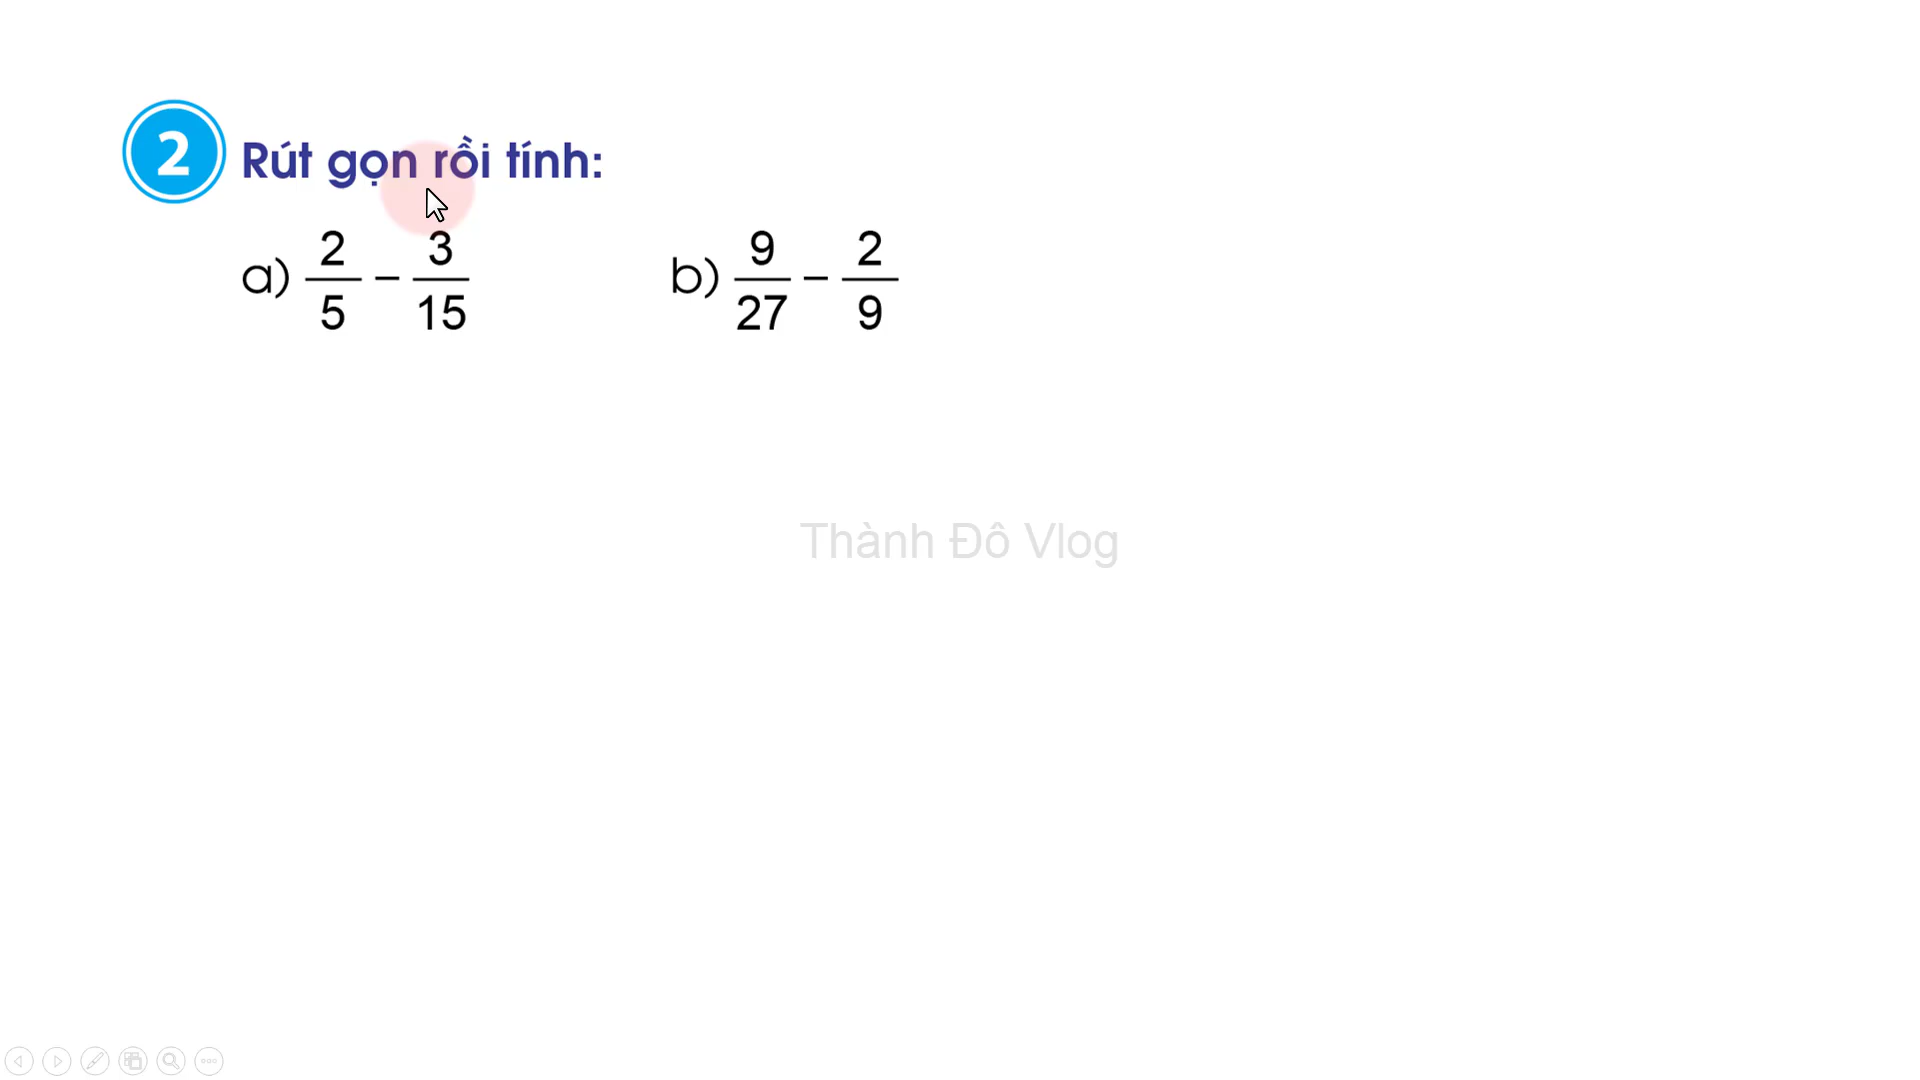 2 Rút gọn rồi tính:
a) 2/5 − 3/15 b) 9/27 − 2/9
Thành Đô Vlog